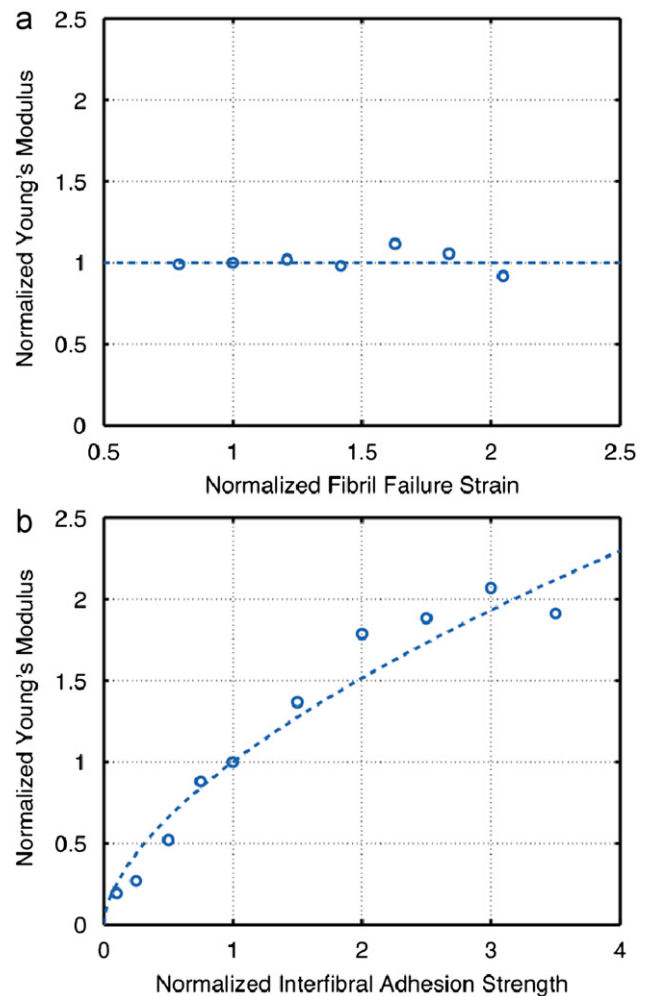 a
Normalized Young's Modulus
2.5
2
1.5
1
0.5
0
0.5 1 1.5 2 2.5
Normalized Fibril Failure Strain
b
Normalized Young's Modulus
2.5
2
1.5
1
0.5
0
0 1 2 3 4
Normalized Interfibral Adhesion Strength